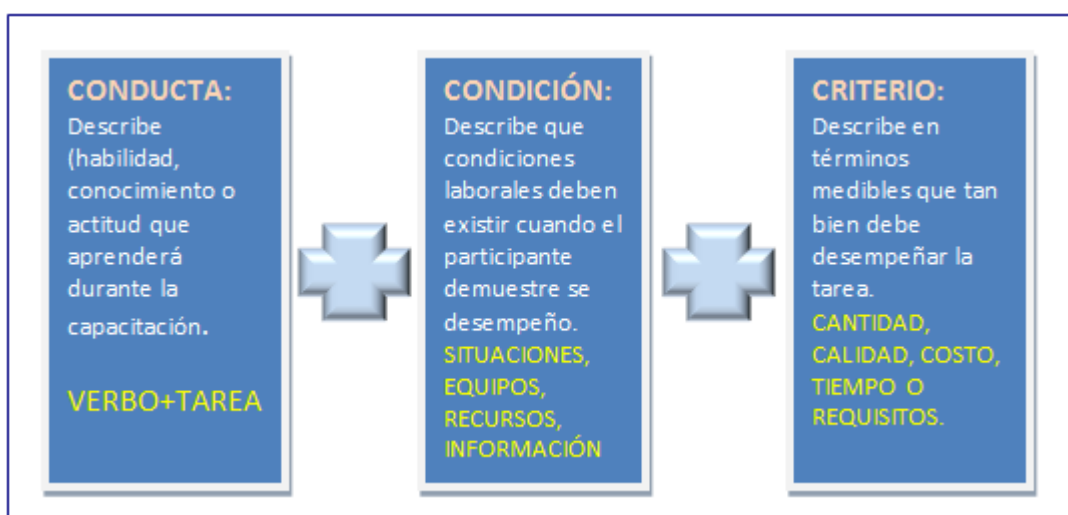 CONDUCTA:
Describe
(habilidad,
conocimiento o
actitud que
aprenderá
durante la
capacitación.
VERBO+TAREA
CONDICIÓN:
Describe que
condiciones
laborales deben
existir cuando el
participante
demuestre se
desempeño.
SITUACIONES,
EQUIPOS,
RECURSOS,
INFORMACIÓN
CRITERIO:
Describe en
términos
medibles que tan
bien debe
desempeñar la
tarea.
CANTIDAD,
CALIDAD, COSTO,
TIEMPO O
REQUISITOS.